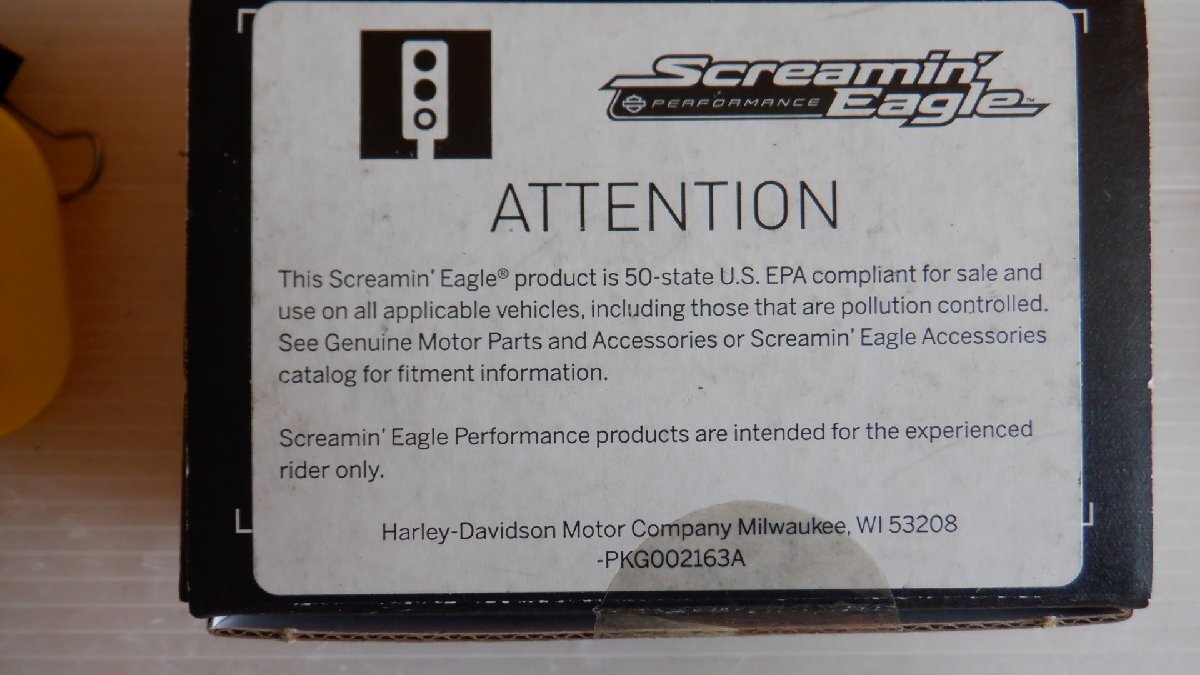 Screamin'
PERFORMANCE Eagle™
ATTENTION
This Screamin' Eagle® product is 50-state U.S. EPA compliant for sale and
use on all applicable vehicles, including those that are pollution controlled.
See Genuine Motor Parts and Accessories or Screamin' Eagle Accessories
catalog for fitment information.
Screamin' Eagle Performance products are intended for the experienced
rider only.
Harley-Davidson Motor Company Milwaukee, WI 53208
-PKG002163A